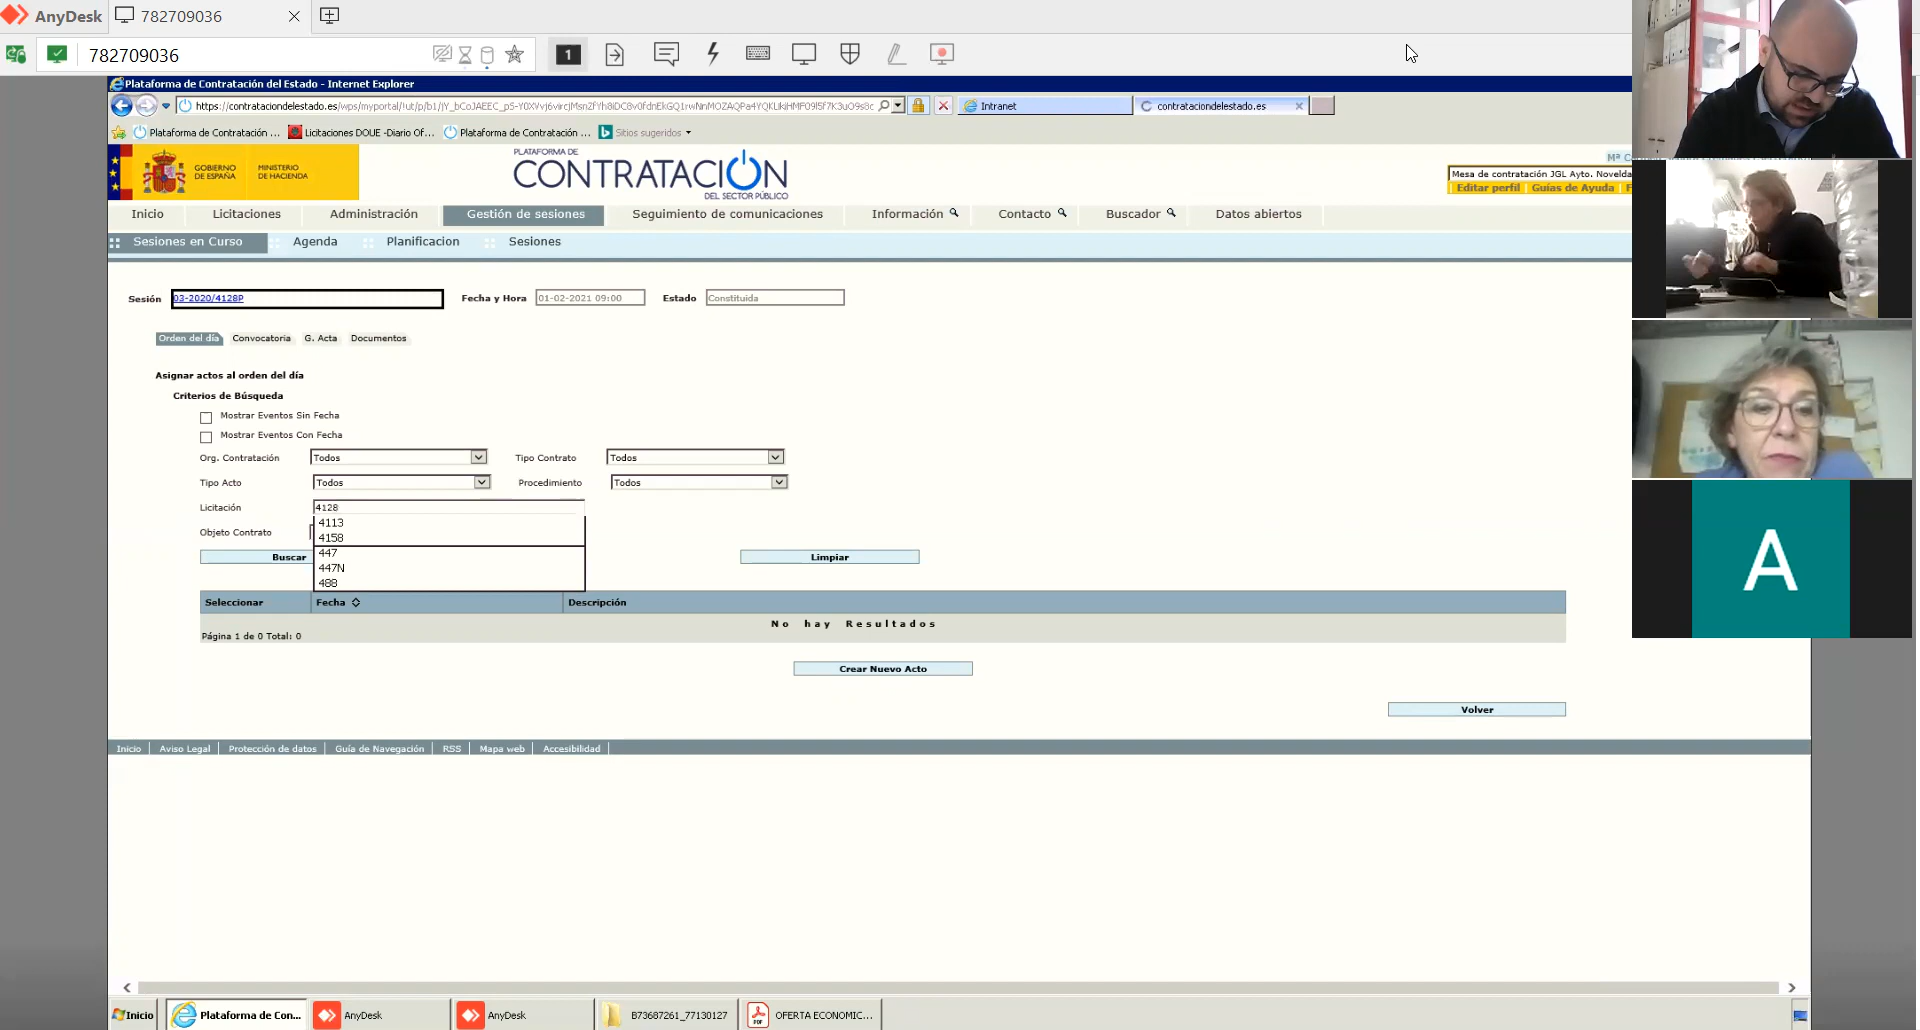 AnyDesk 782709036
782709036 1
Plataforma de Contratación del Estado - Internet Explorer
Intranet contrataciondelestado.es
Plataforma de Contratación ... Licitaciones DOUE -Diario Of... Plataforma de Contratación ... Sitios sugeridos
GOBIERNO DE ESPAÑA MINISTERIO DE HACIENDA
PLATAFORMA DE
CONTRATACIÓN
DEL SECTOR PÚBLICO
Mª C
Mesa de contratación JGL Ayto. Novelda
Editar perfil Guías de Ayuda F
Inicio Licitaciones Administración Gestión de sesiones Seguimiento de comunicaciones Información Contacto Buscador Datos abiertos
Sesiones en Curso Agenda Planificacion Sesiones
Sesión 03-2020/4128P Fecha y Hora 01-02-2021 09:00 Estado Constituida
Orden del día Convocatoria G. Acta Documentos
Asignar actos al orden del día
Criterios de Búsqueda
Mostrar Eventos Sin Fecha
Mostrar Eventos Con Fecha
Org. Contratación Todos Tipo Contrato Todos
Tipo Acto Todos Procedimiento Todos
Licitación 4128
4113
Objeto Contrato 4158
447
Buscar Limpiar
447N
488
Seleccionar Fecha Descripción
No hay Resultados
Página 1 de 0 Total: 0
Crear Nuevo Acto
Volver
Inicio Aviso Legal Protección de datos Guía de Navegación RSS Mapa web Accesibilidad
A
Inicio Plataforma de Con... AnyDesk AnyDesk B73687261_77130127 OFERTA ECONOMIC...